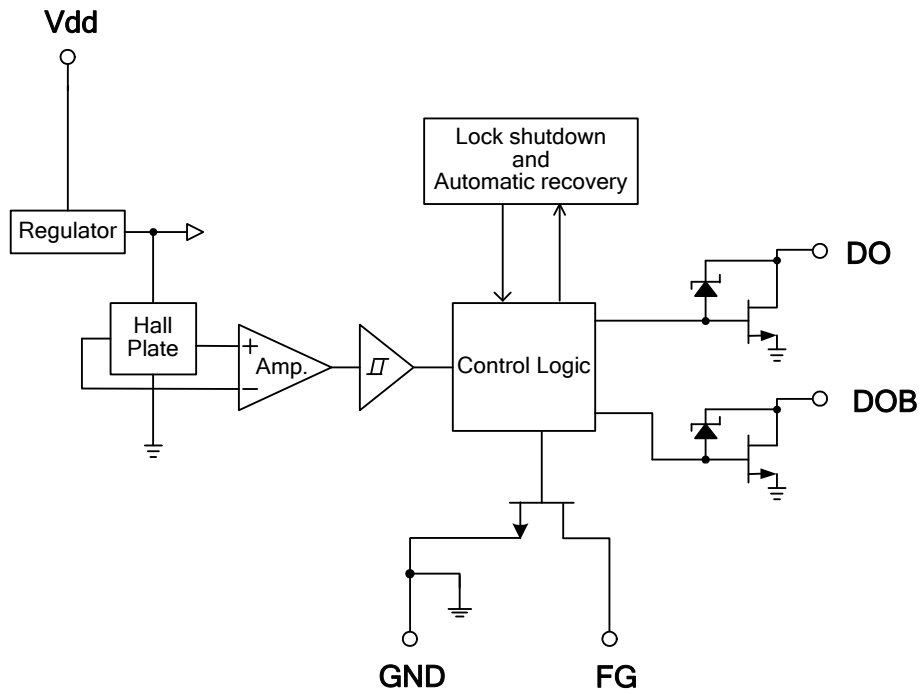 Vdd
Lock shutdown
and
Automatic recovery
Regulator
DO
Hall
Plate
+
Amp.
−
Control Logic
DOB
GND
FG